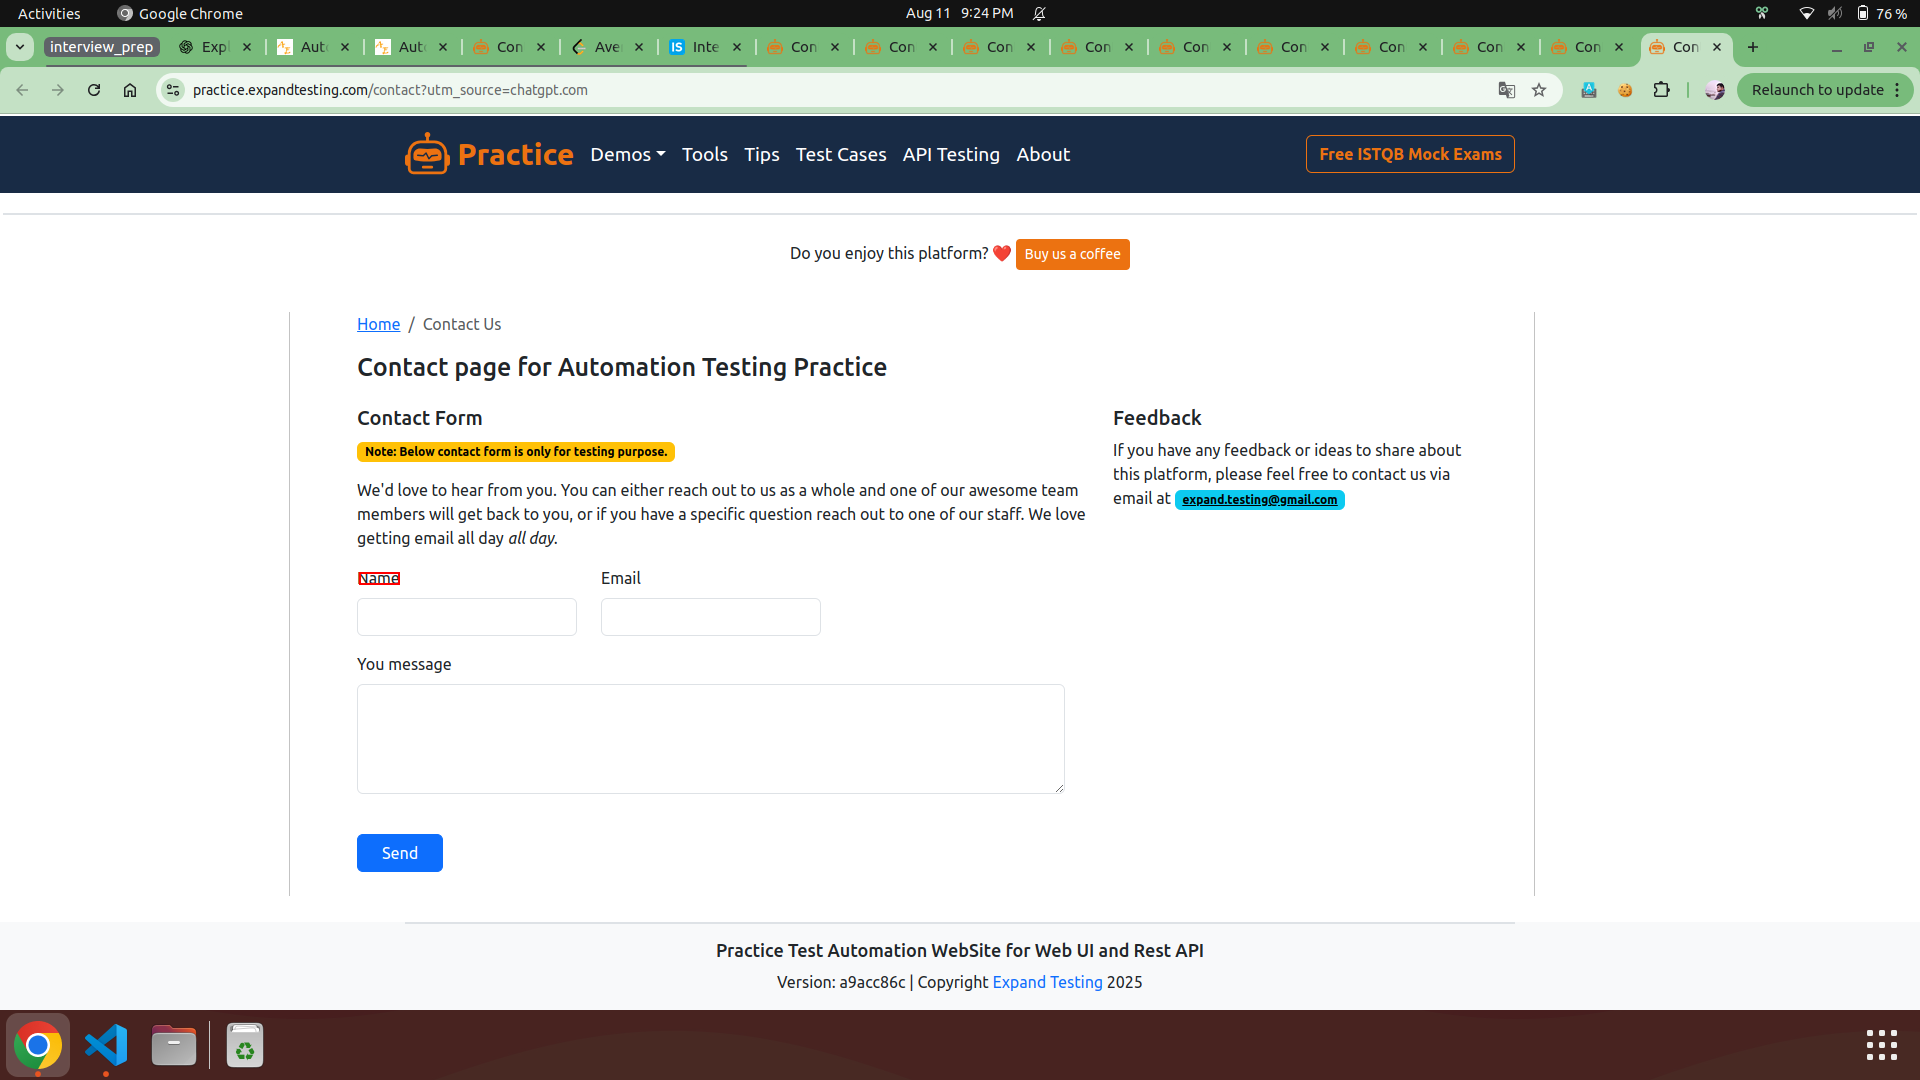 Activities Google Chrome Aug 11 9:24 PM 76 %
interview_prep Expl Auto Auto Con Ave Inte Con Con Con Con Con Con Con Con Con Con
practice.expandtesting.com/contact?utm_source=chatgpt.com Relaunch to update
Practice Demos Tools Tips Test Cases API Testing About Free ISTQB Mock Exams
Do you enjoy this platform? ❤️ Buy us a coffee
Home / Contact Us
Contact page for Automation Testing Practice
Contact Form
Note: Below contact form is only for testing purpose.
We'd love to hear from you. You can either reach out to us as a whole and one of our awesome team
members will get back to you, or if you have a specific question reach out to one of our staff. We love
getting email all day all day.
Feedback
If you have any feedback or ideas to share about
this platform, please feel free to contact us via
email at expand.testing@gmail.com
Name Email
You message
Send
Practice Test Automation WebSite for Web UI and Rest API
Version: a9acc86c | Copyright Expand Testing 2025